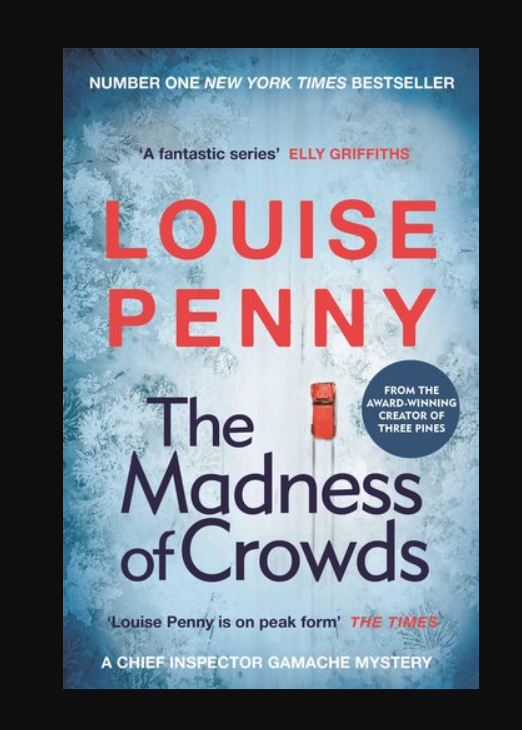 NUMBER ONE NEW YORK TIMES BESTSELLER
'A fantastic series' ELLY GRIFFITHS
LOUISE
PENNY
FROM THE
AWARD-WINNING
CREATOR OF
THREE PINES
The
Madness
of Crowds
'Louise Penny is on peak form' THE TIMES
A CHIEF INSPECTOR GAMACHE MYSTERY